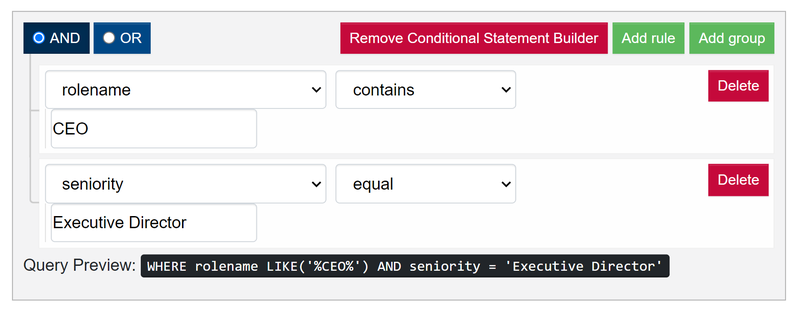 AND OR Remove Conditional Statement Builder Add rule Add group
rolename contains Delete
CEO
seniority equal Delete
Executive Director
Query Preview: WHERE rolename LIKE('%CEO%') AND seniority = 'Executive Director'